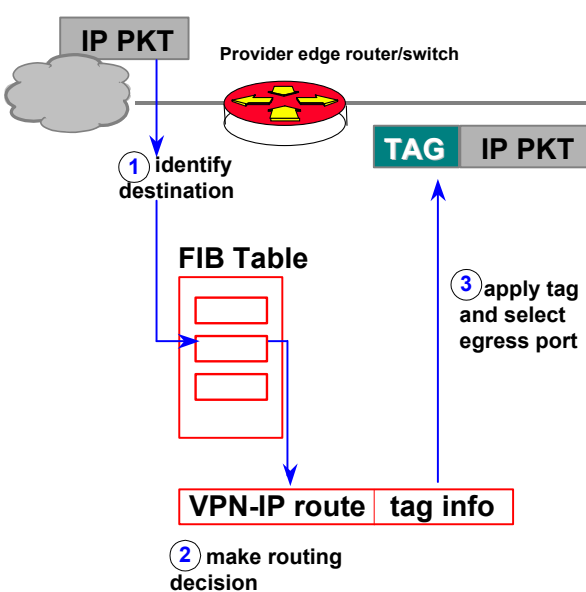 IP PKT
Provider edge router/switch
TAG IP PKT
1 identify
destination
FIB Table
3 apply tag
and select
egress port
VPN-IP route tag info
2 make routing
decision